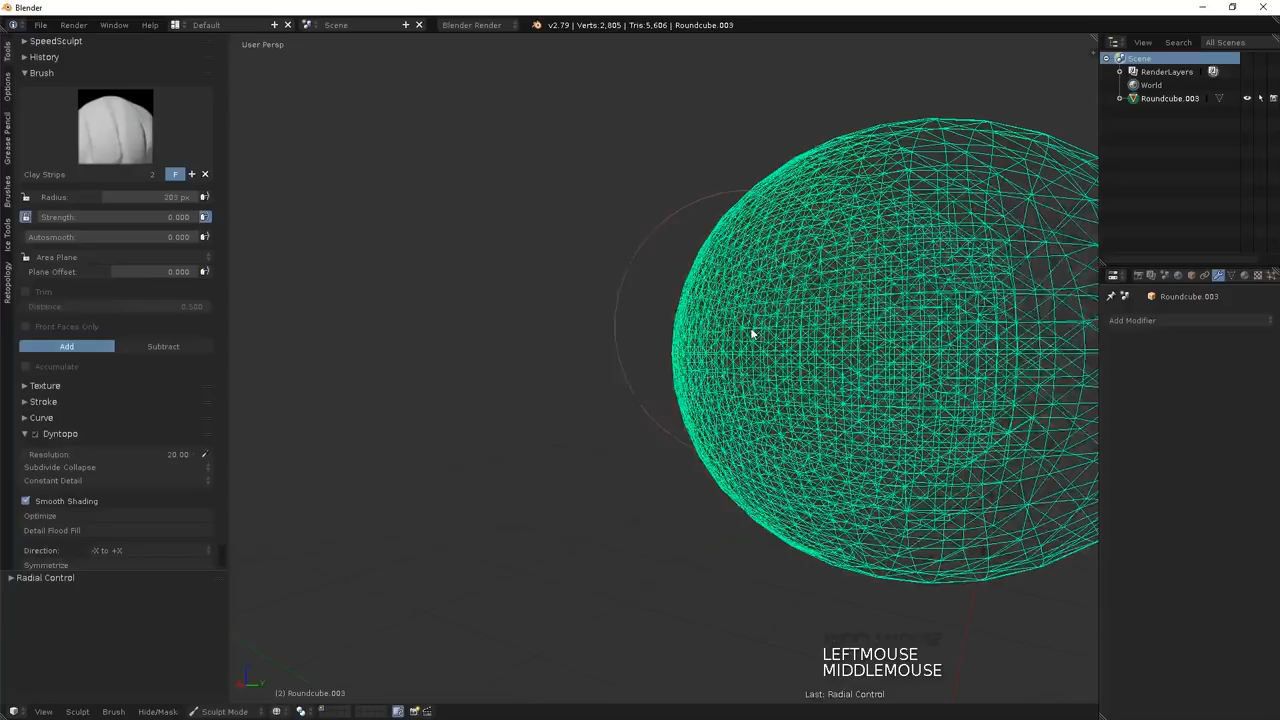 Blender
File Render Window Help Default Scene Blender Render v2.79 | Verts:2,805 | Tris:5,606 | Roundcube.003
SpeedSculpt
History
Brush
Clay Strips 2 F
Radius: 203 px
Strength: 0.000
Autosmooth: 0.000
Area Plane
Plane Offset: 0.000
Trim
Distance: 0.500
Front Faces Only
Add Subtract
Accumulate
Texture
Stroke
Curve
Dyntopo
Resolution: 20.00
Subdivide Collapse
Constant Detail
Smooth Shading
Optimize
Detail Flood Fill
Direction: -X to +X
Symmetrize
Radial Control
Tools
Options
Grease Pencil
Brushes
Ice Tools
Retopology
User Persp
LEFTMOUSE
MIDDLEMOUSE
(2) Roundcube.003
Last: Radial Control
View Sculpt Brush Hide/Mask Sculpt Mode
View Search All Scenes
Scene
RenderLayers
World
Roundcube.003
Roundcube.003
Add Modifier